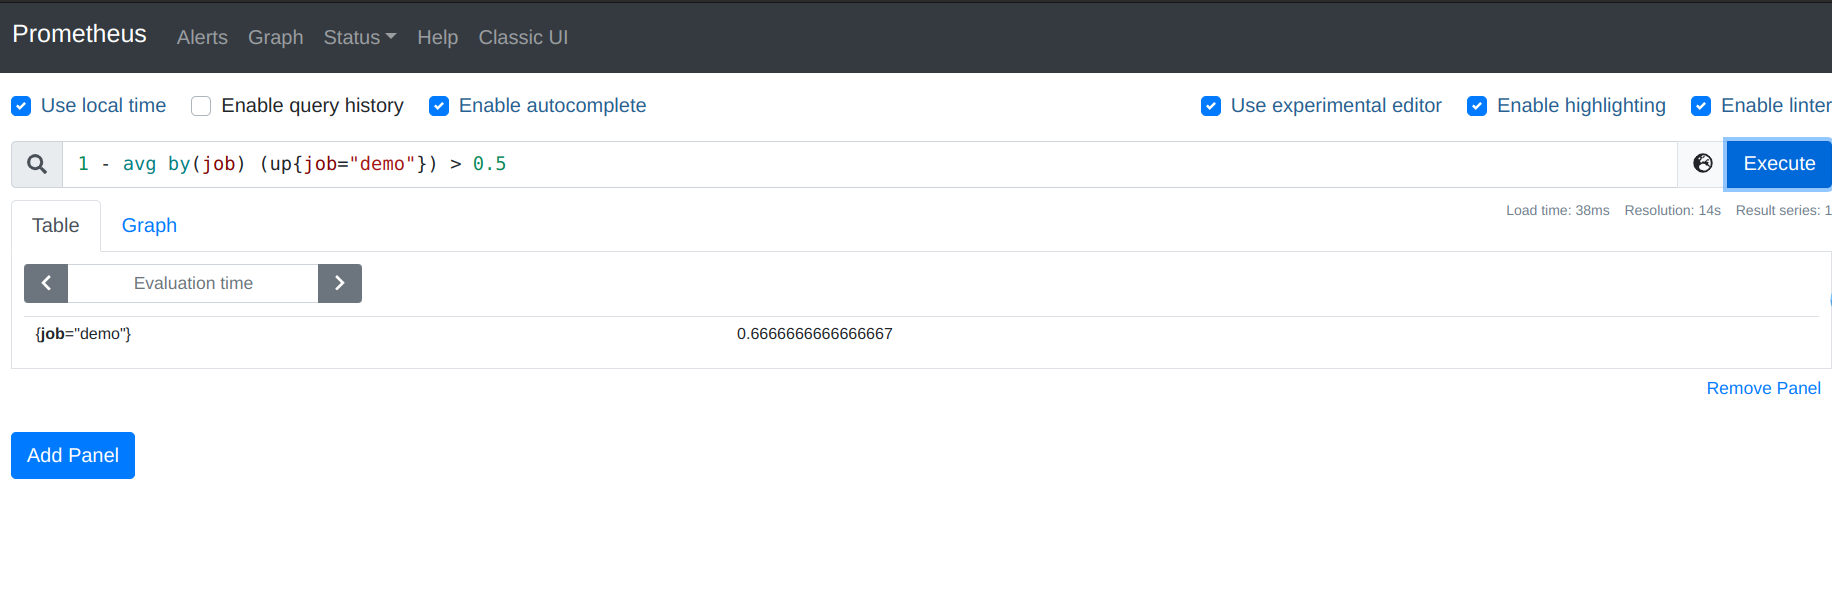 Prometheus Alerts Graph Status Help Classic UI
Use local time Enable query history Enable autocomplete Use experimental editor Enable highlighting Enable linter
1 - avg by(job) (up{job="demo"}) > 0.5 Execute
Table Graph Load time: 38ms Resolution: 14s Result series: 1
Evaluation time
{job="demo"} 0.6666666666666667
Remove Panel
Add Panel